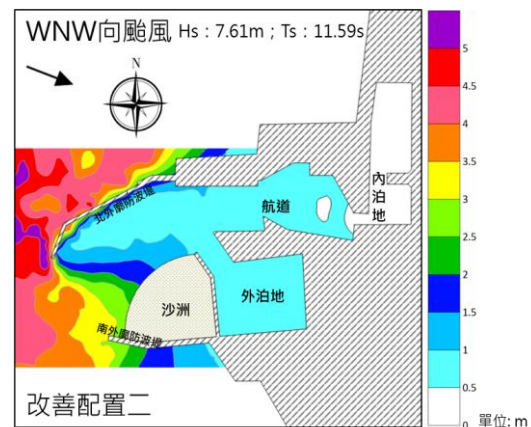 WNW向颱風 Hs：7.61m；Ts：11.59s
N
北外廓防波堤
航道
內泊地
外泊地
沙洲
南外廓防波堤
改善配置二
5
4.5
4
3.5
3
2.5
2
1.5
1
0.5
0
單位: m